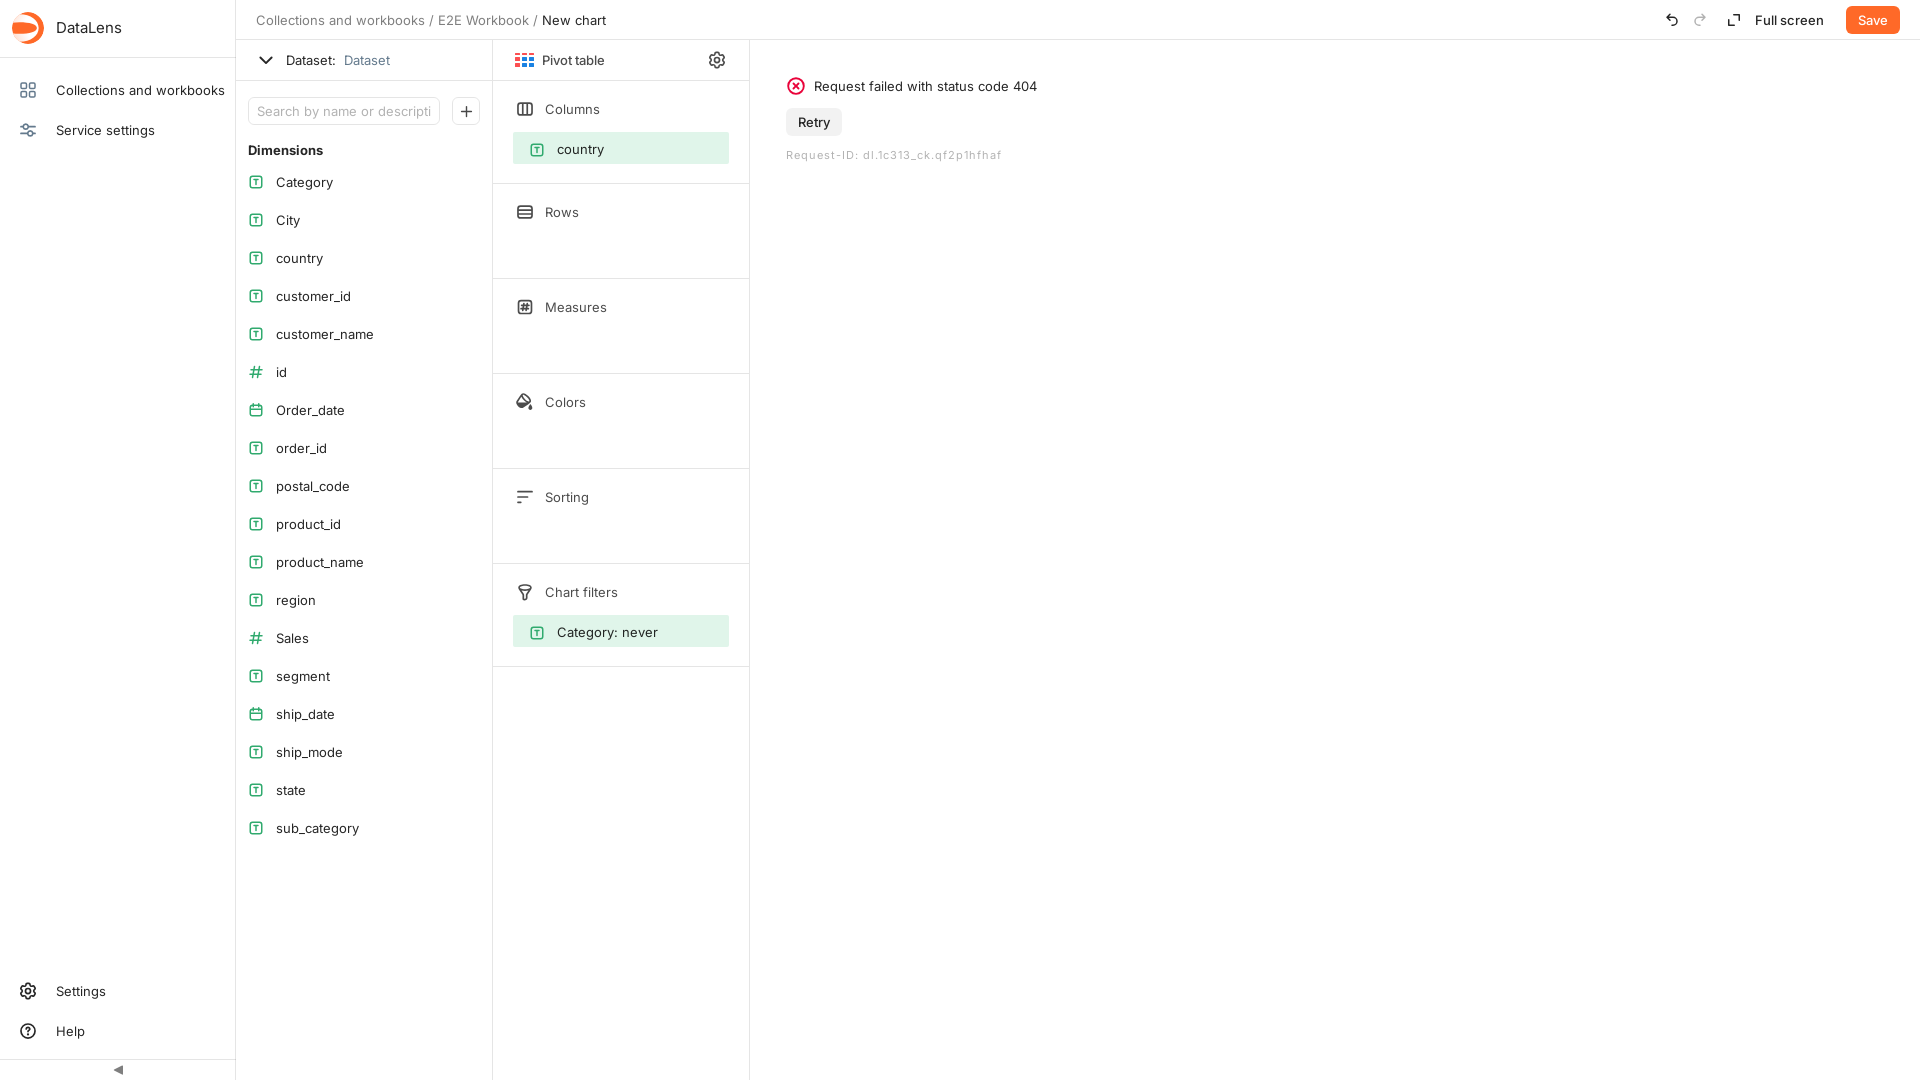 DataLens
Collections and workbooks
Service settings
Settings
Help
Collections and workbooks / E2E Workbook / New chart
Full screen
Save
Dataset: Dataset
Search by name or descripti
Dimensions
Category
City
country
customer_id
customer_name
id
Order_date
order_id
postal_code
product_id
product_name
region
Sales
segment
ship_date
ship_mode
state
sub_category
Pivot table
Columns
country
Rows
Measures
Colors
Sorting
Chart filters
Category: never
Request failed with status code 404
Retry
Request-ID: dl.1c313_ck.qf2p1hfhaf